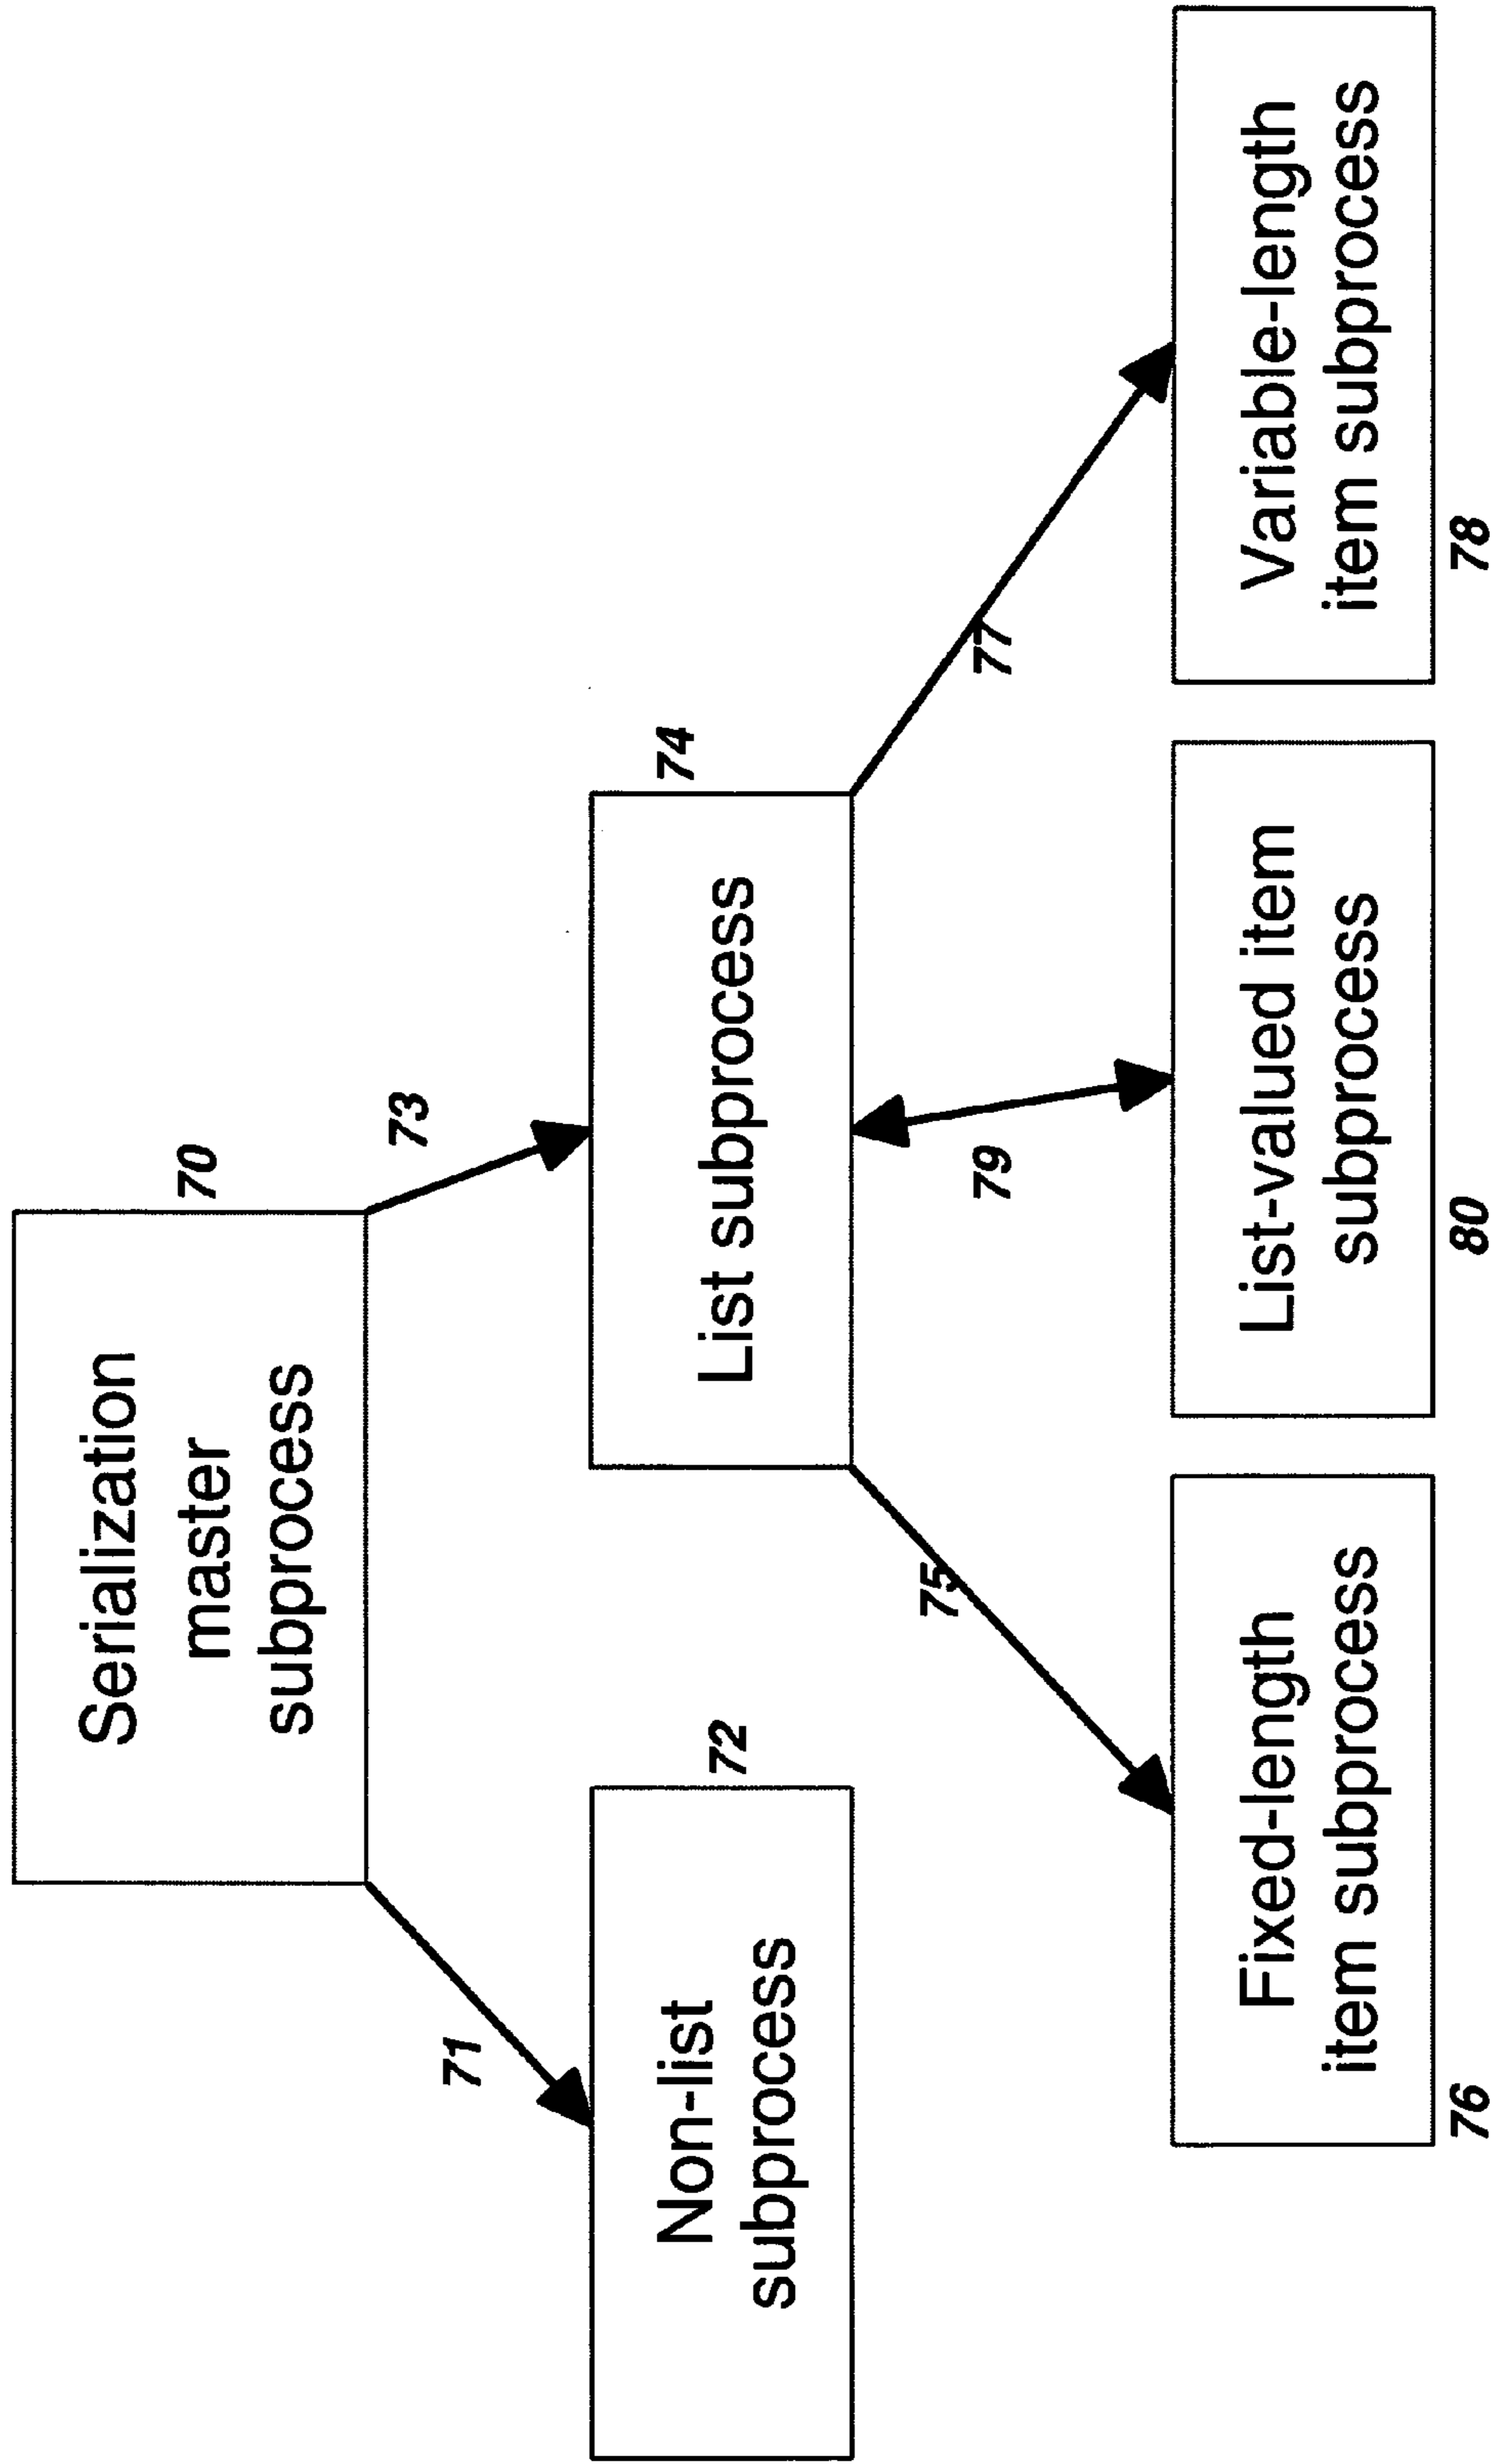 Serialization
master
subprocess
70
71
73
Non-list
subprocess
72
List subprocess
74
75
79
77
Fixed-length
item subprocess
76
List-valued item
subprocess
80
Variable-length
item subprocess
78